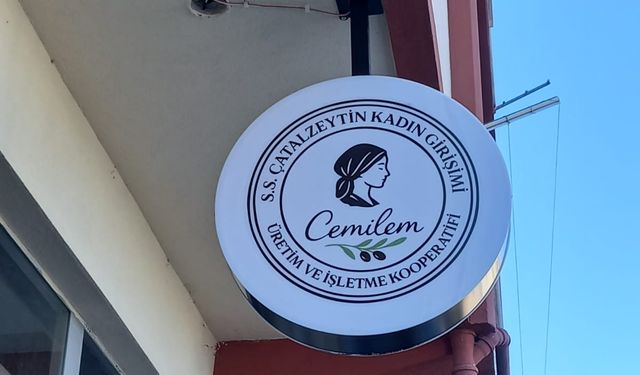 S.S. ÇATALZEYTİN KADIN GİRİŞİMİ
Cemilem
ÜRETİM VE İŞLETME KOOPERATİFİ